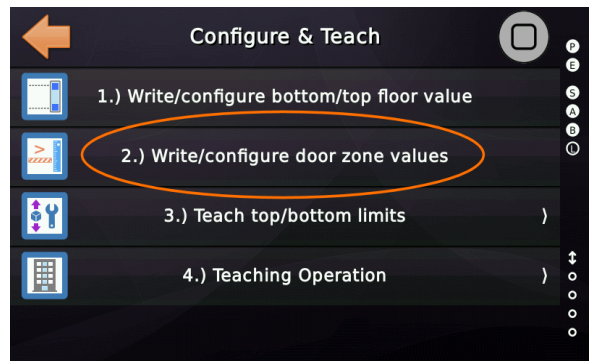 Configure & Teach
1.) Write/configure bottom/top floor value
2.) Write/configure door zone values
3.) Teach top/bottom limits ⟩
4.) Teaching Operation ⟩
P
E
S
A
B
L